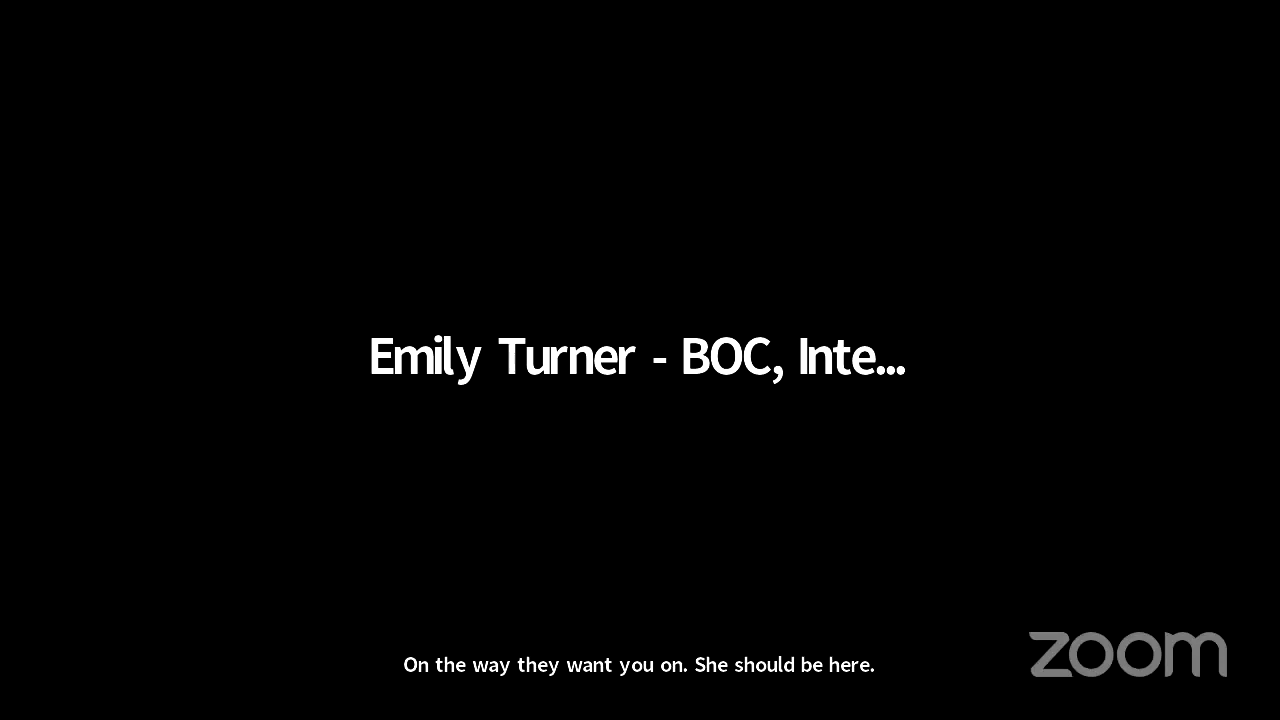 Emily Turner - BOC, Inte...
On the way they want you on. She should be here.
zoom